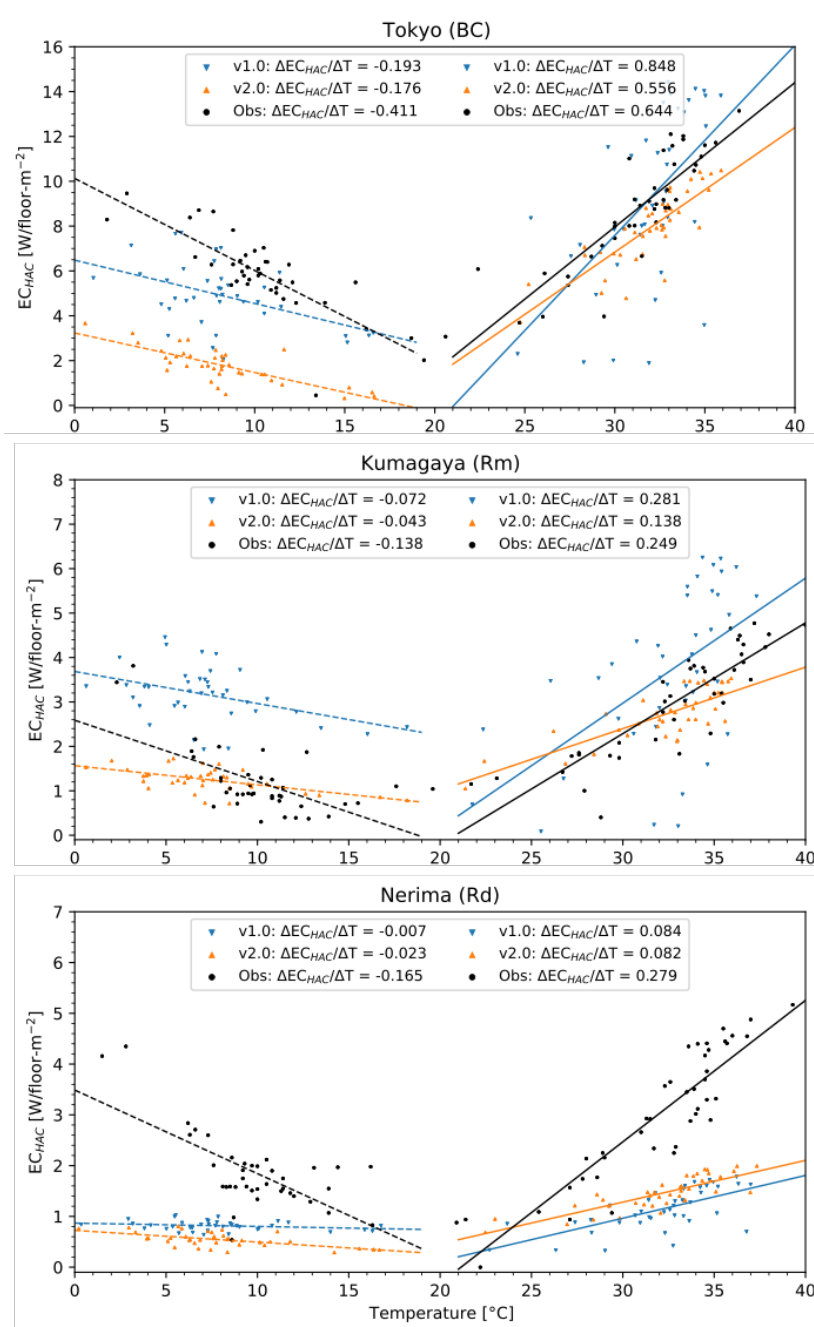 Tokyo (BC)
16
14
12
10
8
6
4
2
0
EC_HAC [W/floor-m⁻²]
v1.0: ΔEC_HAC/ΔT = -0.193
v2.0: ΔEC_HAC/ΔT = -0.176
Obs: ΔEC_HAC/ΔT = -0.411
v1.0: ΔEC_HAC/ΔT = 0.848
v2.0: ΔEC_HAC/ΔT = 0.556
Obs: ΔEC_HAC/ΔT = 0.644
0 5 10 15 20 25 30 35 40
Kumagaya (Rm)
8
7
6
5
4
3
2
1
0
EC_HAC [W/floor-m⁻²]
v1.0: ΔEC_HAC/ΔT = -0.072
v2.0: ΔEC_HAC/ΔT = -0.043
Obs: ΔEC_HAC/ΔT = -0.138
v1.0: ΔEC_HAC/ΔT = 0.281
v2.0: ΔEC_HAC/ΔT = 0.138
Obs: ΔEC_HAC/ΔT = 0.249
0 5 10 15 20 25 30 35 40
Nerima (Rd)
7
6
5
4
3
2
1
0
EC_HAC [W/floor-m⁻²]
v1.0: ΔEC_HAC/ΔT = -0.007
v2.0: ΔEC_HAC/ΔT = -0.023
Obs: ΔEC_HAC/ΔT = -0.165
v1.0: ΔEC_HAC/ΔT = 0.084
v2.0: ΔEC_HAC/ΔT = 0.082
Obs: ΔEC_HAC/ΔT = 0.279
0 5 10 15 20 25 30 35 40
Temperature [°C]